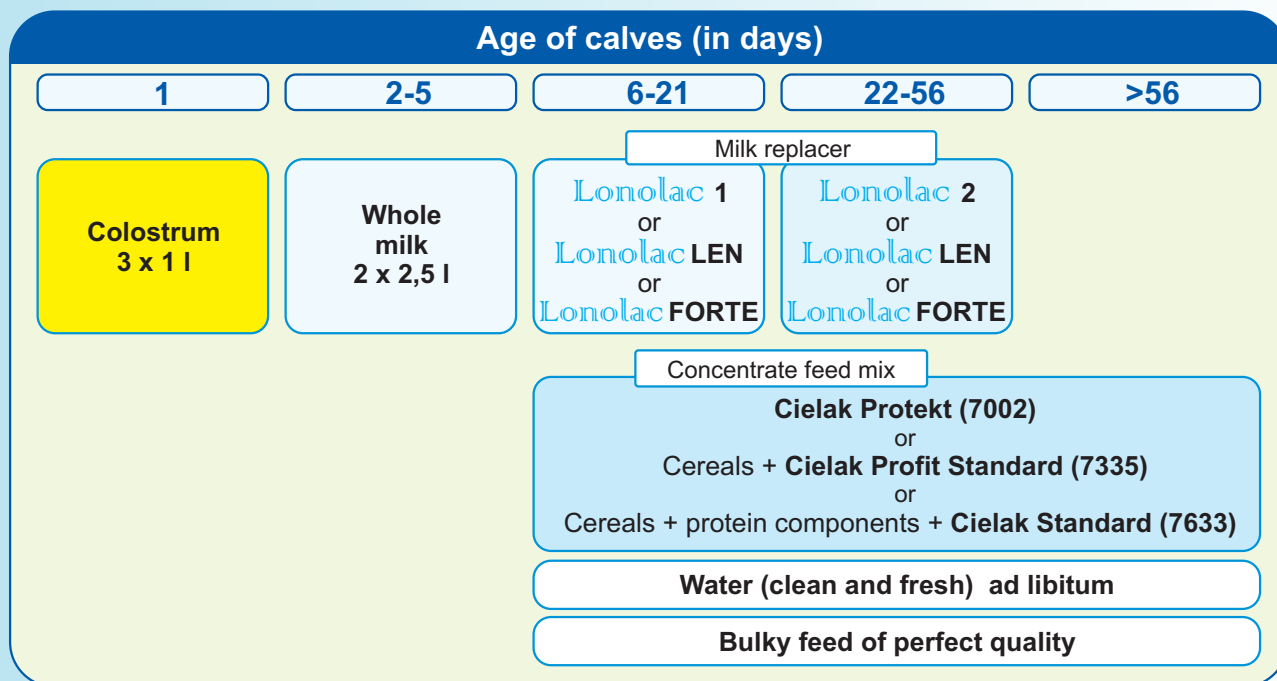 Age of calves (in days)
1
2-5
6-21
22-56
>56
Milk replacer
Colostrum
3 x 1 l
Whole
milk
2 x 2,5 l
Lonolac 1
or
Lonolac LEN
or
Lonolac FORTE
Lonolac 2
or
Lonolac LEN
or
Lonolac FORTE
Concentrate feed mix
Cielak Protekt (7002)
or
Cereals + Cielak Profit Standard (7335)
or
Cereals + protein components + Cielak Standard (7633)
Water (clean and fresh) ad libitum
Bulky feed of perfect quality